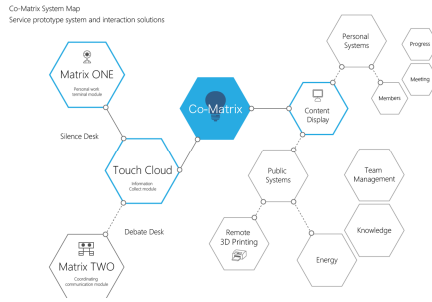 Co-Matrix System Map
Service prototype system and interaction solutions
Matrix ONE
Personal work
terminal module
Silence Desk
Touch Cloud
Information
Collect module
Debate Desk
Matrix TWO
Coordinating
communication module
Co-Matrix
Content
Display
Personal
Systems
Progress
Meeting
Members
Public
Systems
Remote
3D Printing
Energy
Team
Management
Knowledge